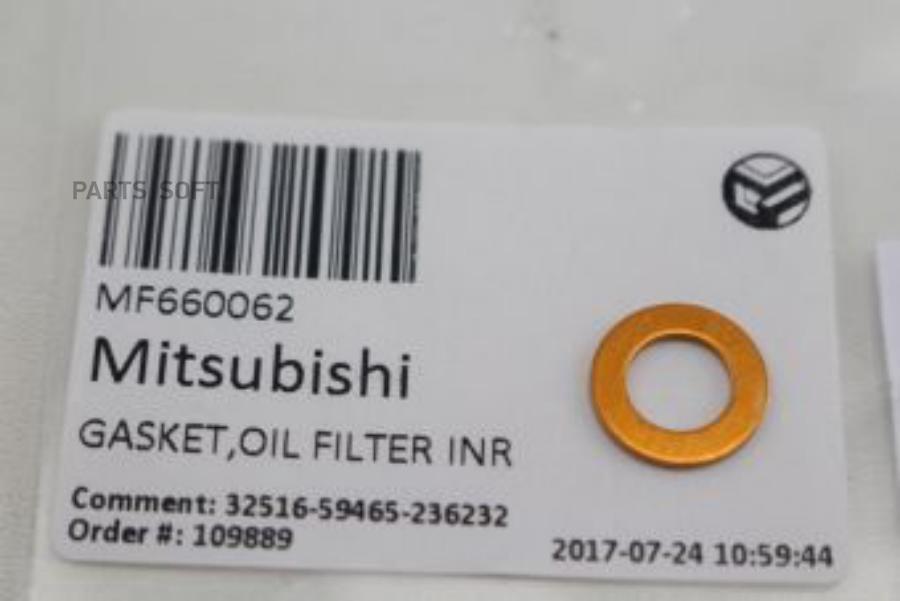 PARTS SOFT
MF660062
Mitsubishi
GASKET,OIL FILTER INR
Comment: 32516-59465-236232
Order #: 109889
2017-07-24 10:59:44